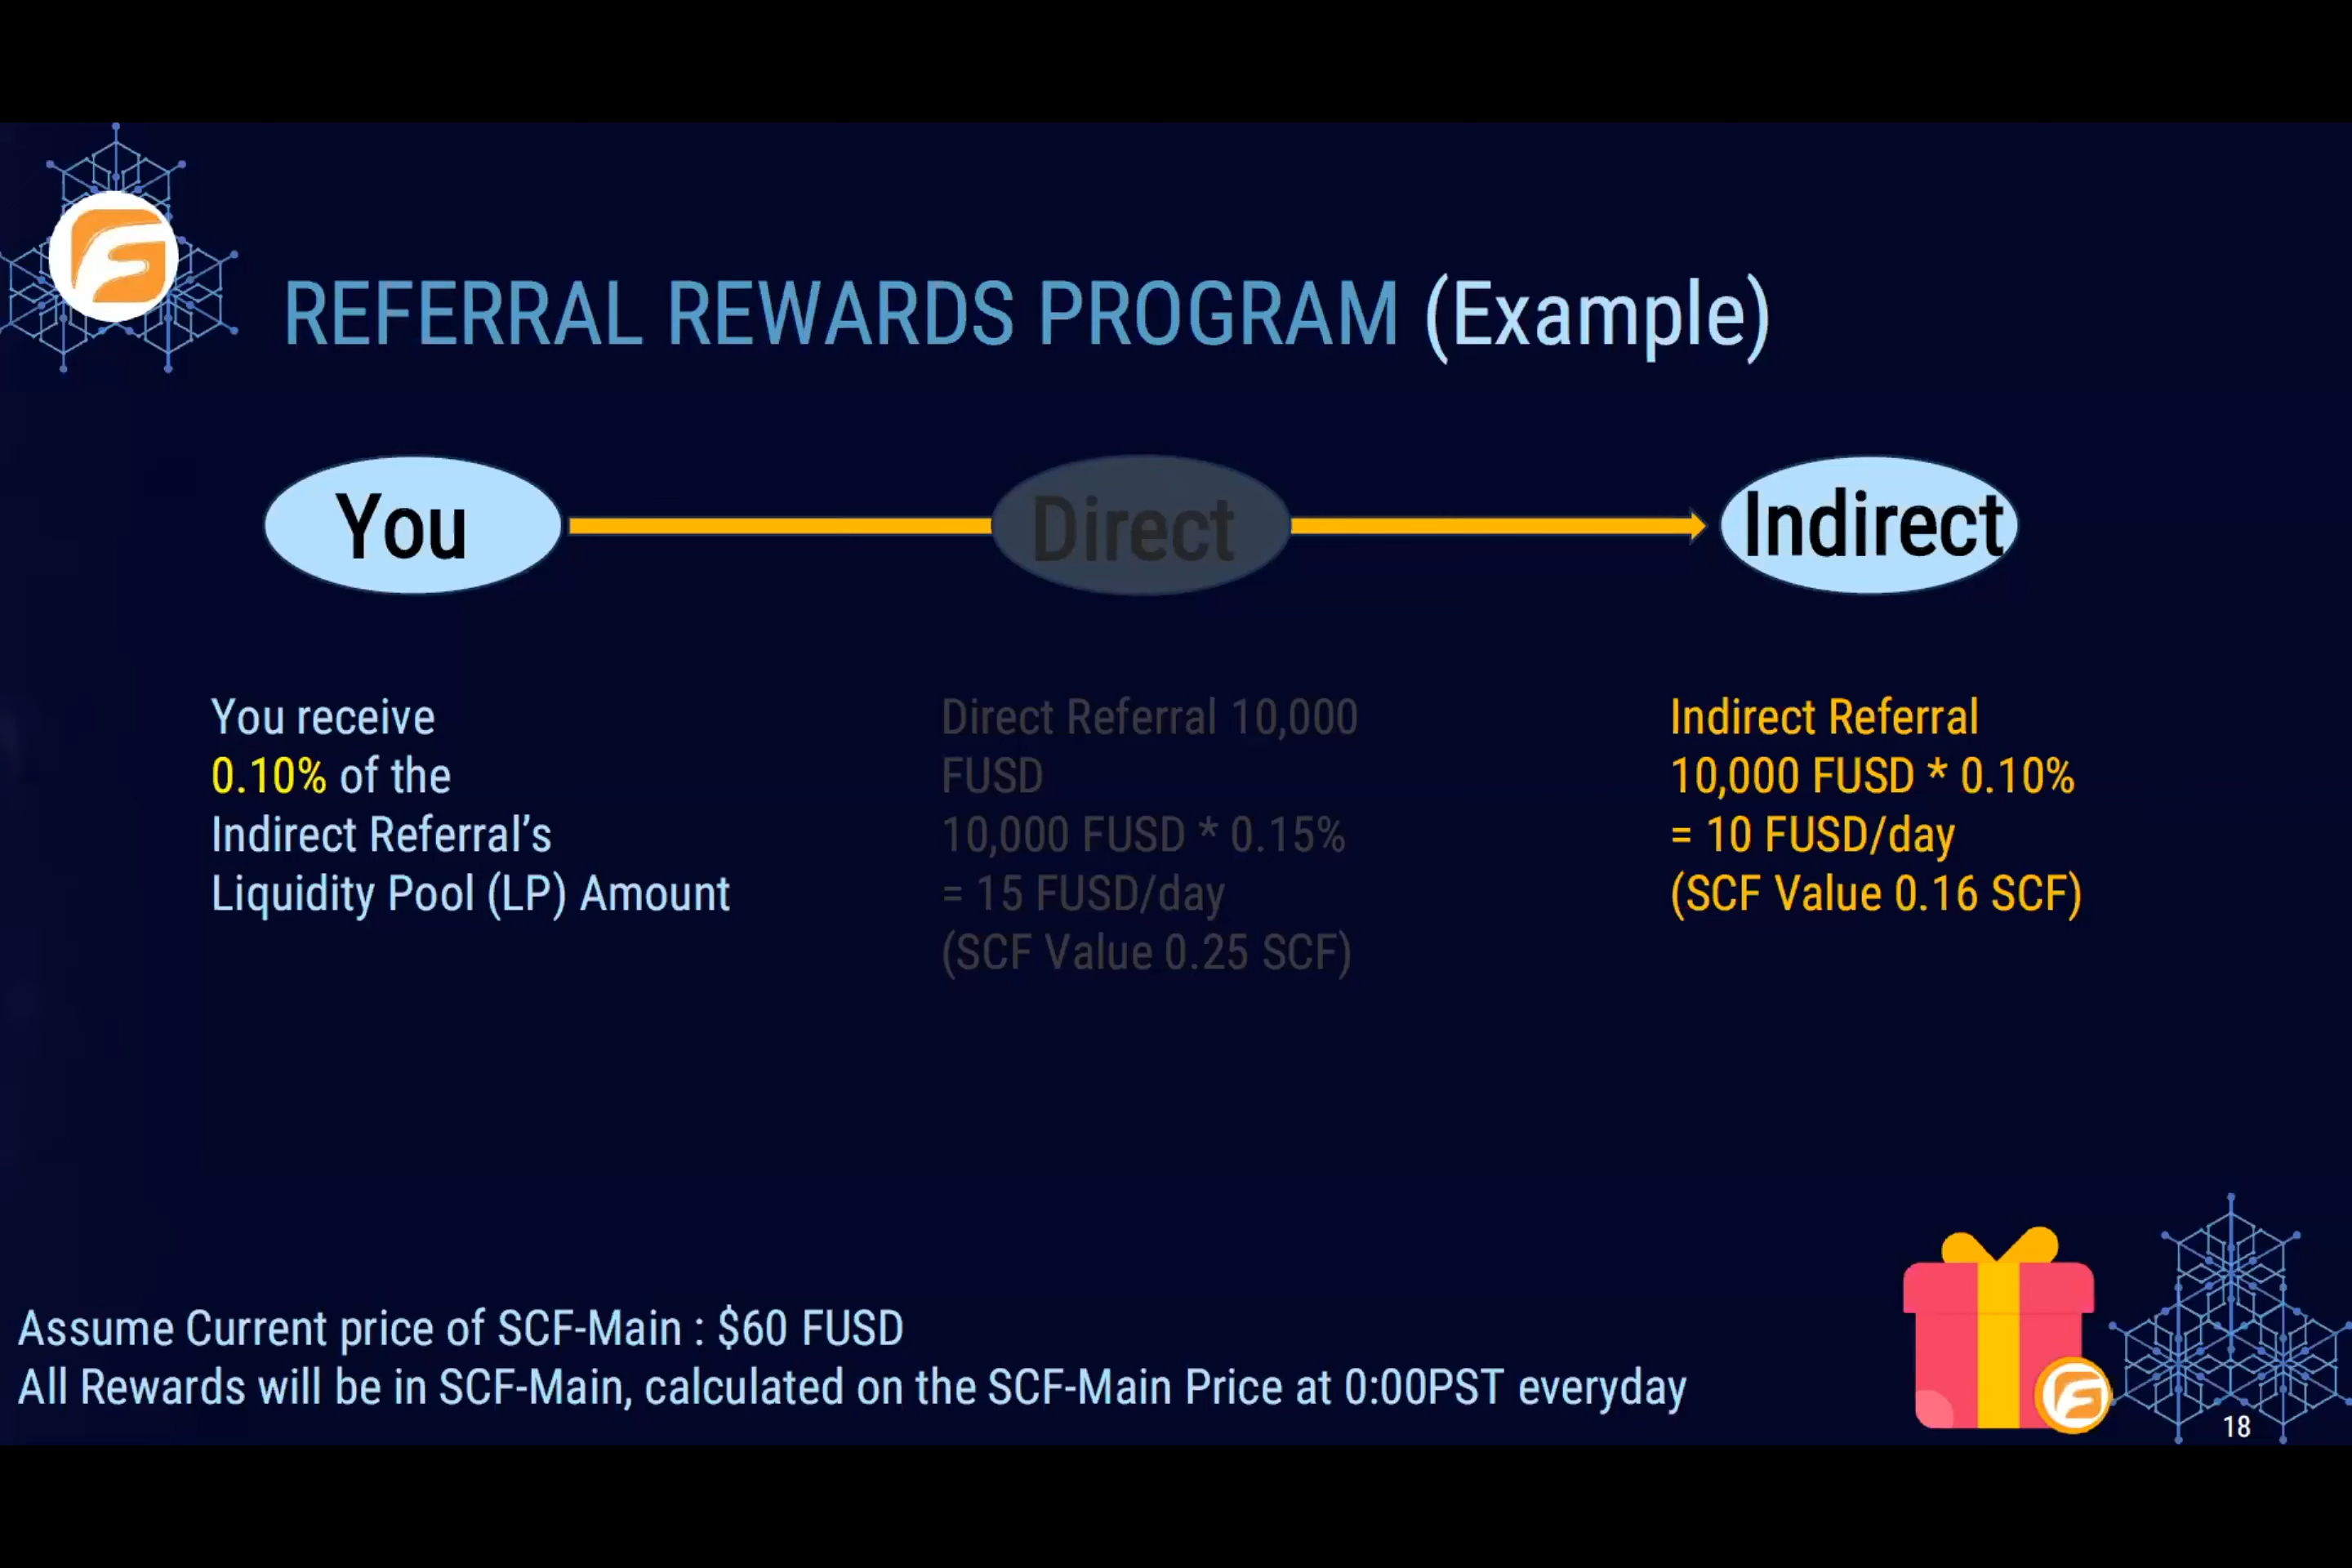 REFERRAL REWARDS PROGRAM (Example)
You
Direct
Indirect
You receive
0.10% of the
Indirect Referral's
Liquidity Pool (LP) Amount
Direct Referral 10,000
FUSD
10,000 FUSD * 0.15%
= 15 FUSD/day
(SCF Value 0.25 SCF)
Indirect Referral
10,000 FUSD * 0.10%
= 10 FUSD/day
(SCF Value 0.16 SCF)
Assume Current price of SCF-Main : $60 FUSD
All Rewards will be in SCF-Main, calculated on the SCF-Main Price at 0:00PST everyday
18